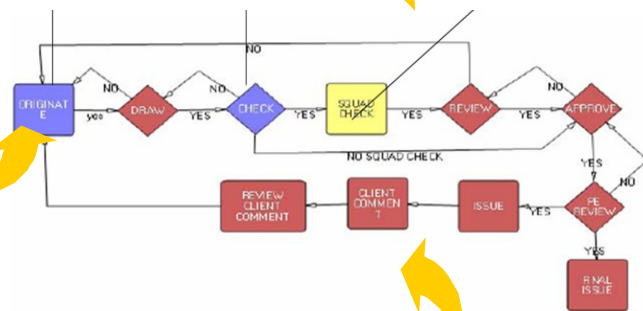 NO
NO
NO
NO
ORIGINAT
E
yes
DRAW
YES
CHECK
YES
SQUAD
CHECK
YES
REVIEW
YES
APPROVE
NO SQUAD CHECK
YES
NO
REVIEW
CLIENT
COMMENT
CLIENT
COMMEN
T
ISSUE
YES
PE
REVIEW
YES
FINAL
ISSUE